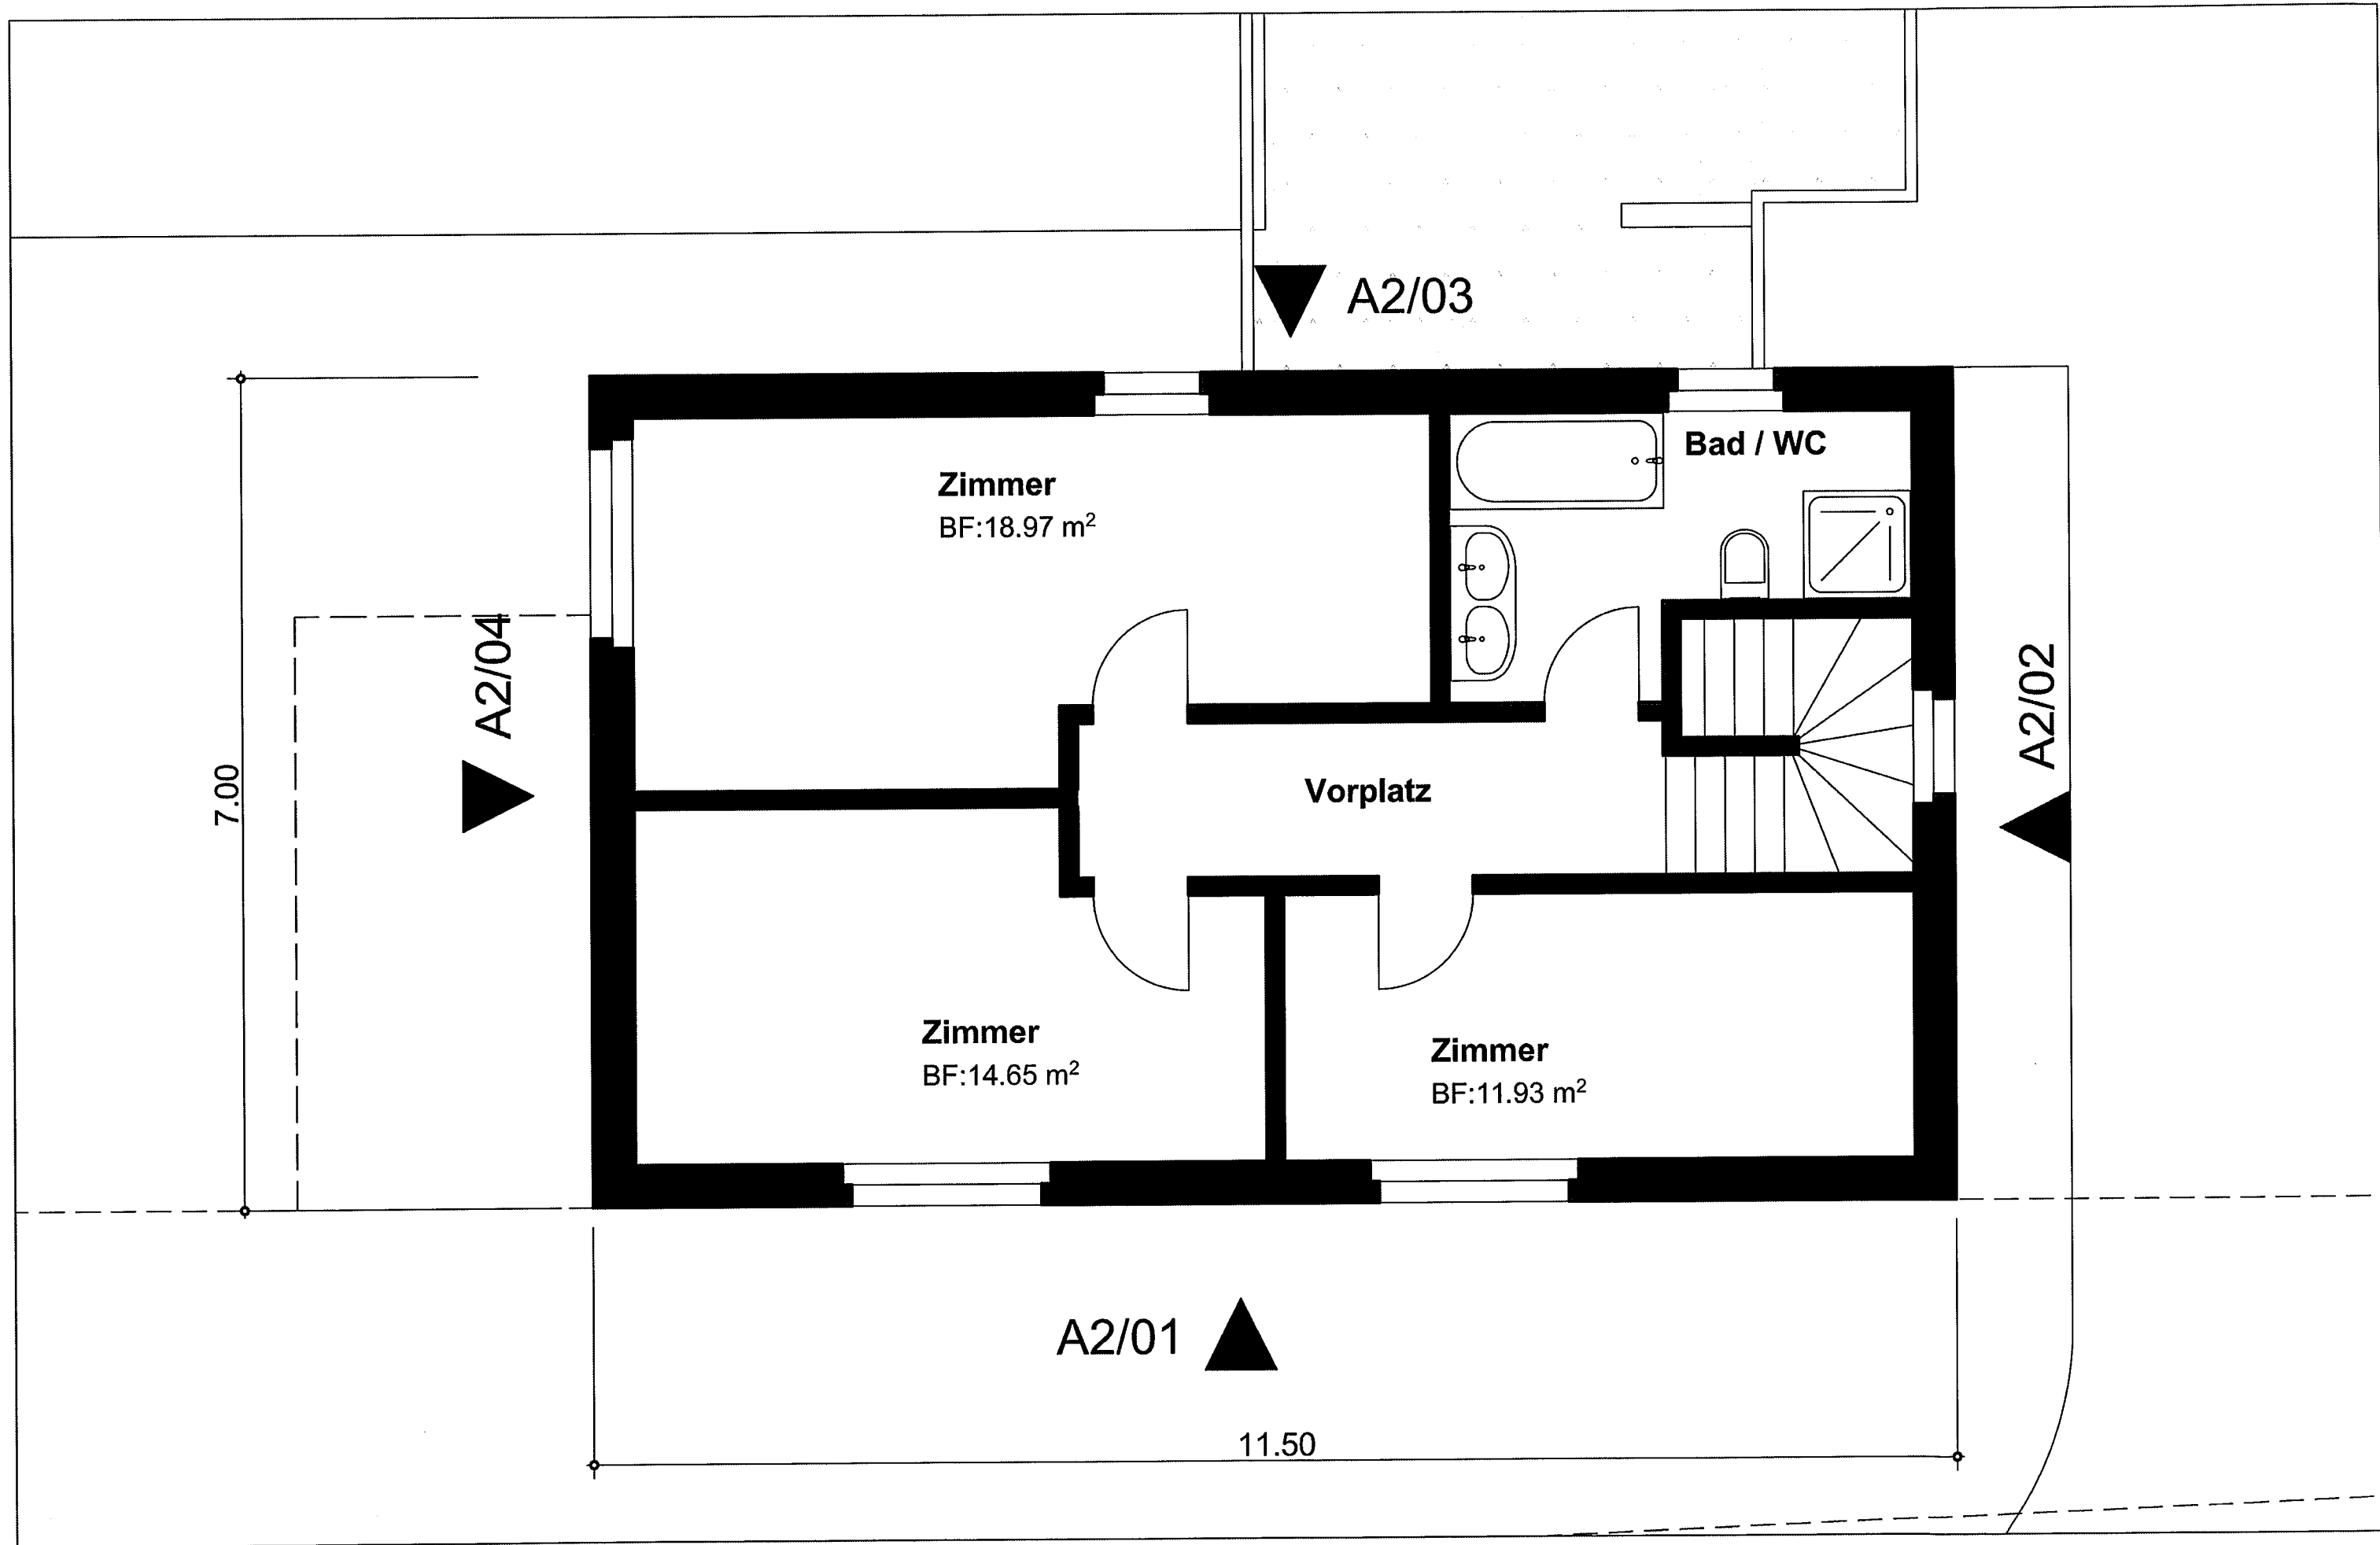 A2/03
Bad / WC
Zimmer
BF:18.97 m²
A2/04
A2/02
7.00
Vorplatz
Zimmer
BF:14.65 m²
Zimmer
BF:11.93 m²
A2/01
11.50